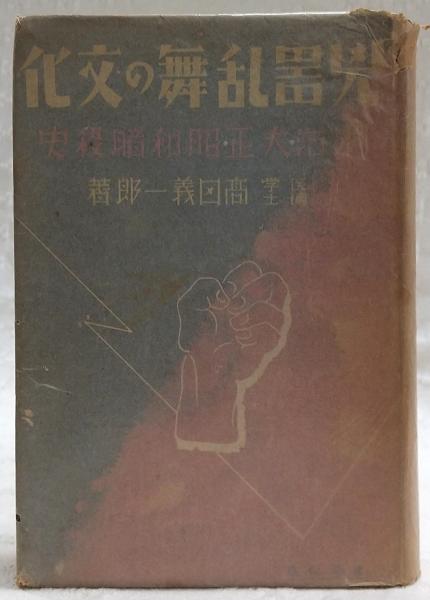 兇器乱舞の文化
明治・大正・昭和暗殺史
高田義一郎著